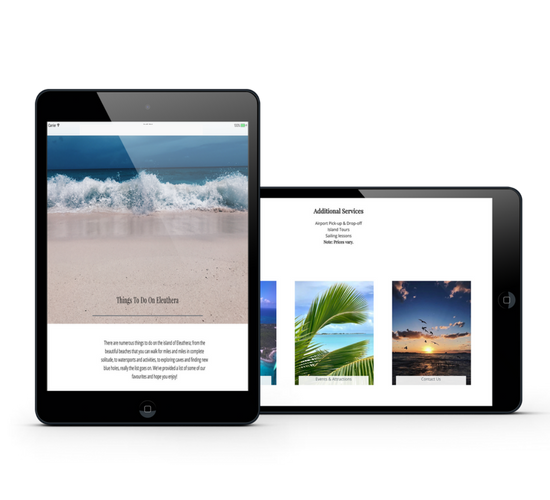 Carrier
Things To Do On Eleuthera
There are numerous things to do on the island of Eleuthera; from the
beautiful beaches that you can walk for miles and miles in complete
solitude, to watersports and activities, to exploring caves and finding new
blue holes, really the list goes on. We've provided a lot of some of our
favourites and hope you enjoy!
Additional Services
Airport Pick-up & Drop-off
Island Tours
Sailing lessons
Note: Prices vary.
Events & Attractions
Contact Us